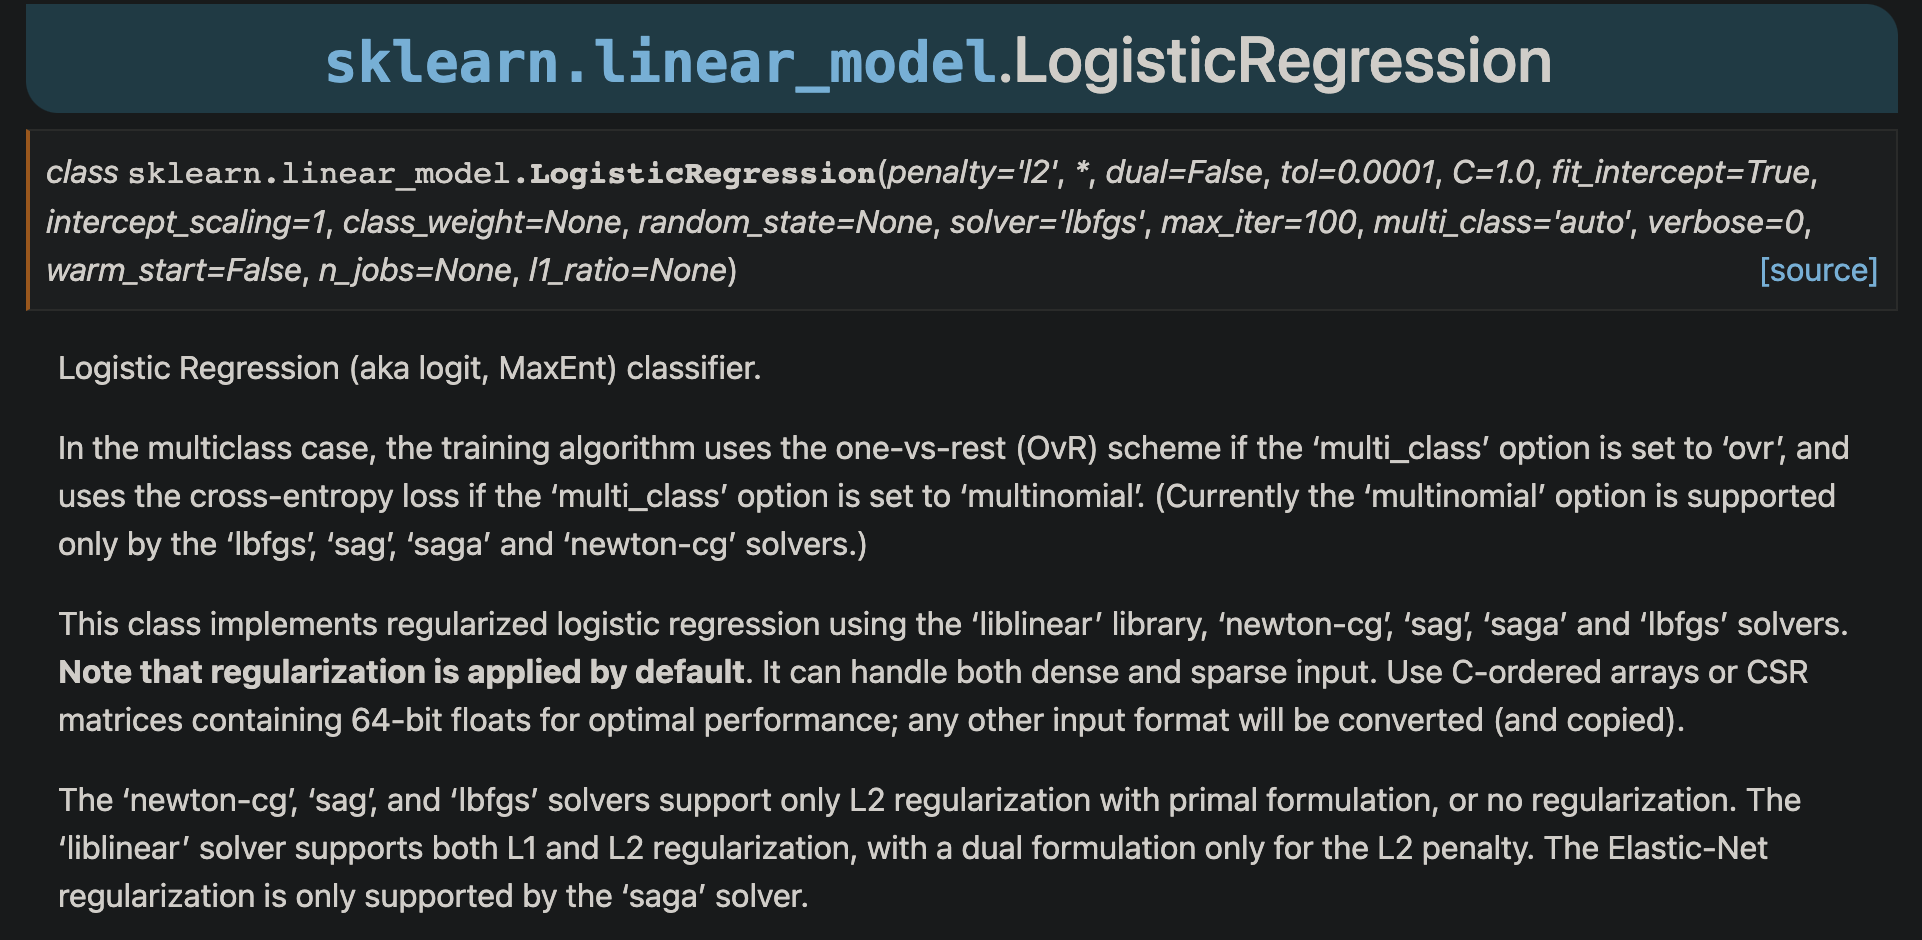 sklearn.linear_model.LogisticRegression
class sklearn.linear_model.LogisticRegression(penalty='l2', *, dual=False, tol=0.0001, C=1.0, fit_intercept=True,
intercept_scaling=1, class_weight=None, random_state=None, solver='lbfgs', max_iter=100, multi_class='auto', verbose=0,
warm_start=False, n_jobs=None, l1_ratio=None) [source]
Logistic Regression (aka logit, MaxEnt) classifier.
In the multiclass case, the training algorithm uses the one-vs-rest (OvR) scheme if the ‘multi_class’ option is set to ‘ovr’, and
uses the cross-entropy loss if the ‘multi_class’ option is set to ‘multinomial’. (Currently the ‘multinomial’ option is supported
only by the ‘lbfgs’, ‘sag’, ‘saga’ and ‘newton-cg’ solvers.)
This class implements regularized logistic regression using the ‘liblinear’ library, ‘newton-cg’, ‘sag’, ‘saga’ and ‘lbfgs’ solvers.
Note that regularization is applied by default. It can handle both dense and sparse input. Use C-ordered arrays or CSR
matrices containing 64-bit floats for optimal performance; any other input format will be converted (and copied).
The ‘newton-cg’, ‘sag’, and ‘lbfgs’ solvers support only L2 regularization with primal formulation, or no regularization. The
‘liblinear’ solver supports both L1 and L2 regularization, with a dual formulation only for the L2 penalty. The Elastic-Net
regularization is only supported by the ‘saga’ solver.